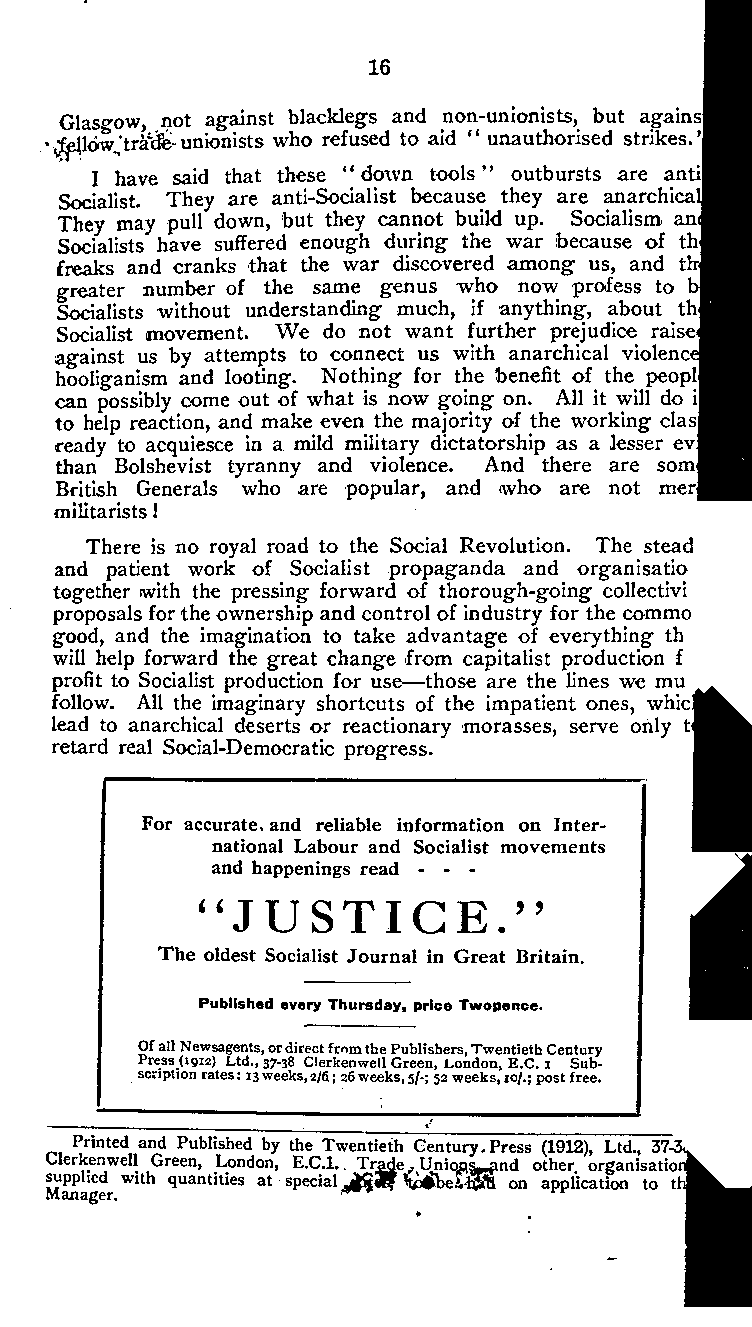 16
Glasgow, not against blacklegs and non-unionists, but agains
fellow trade-unionists who refused to aid “ unauthorised strikes.’
I have said that these “down tools” outbursts are anti
Socialist. They are anti-Socialist because they are anarchical
They may pull down, but they cannot build up. Socialism an
Socialists have suffered enough during the war because of th
freaks and cranks that the war discovered among us, and th
greater number of the same genus who now profess to b
Socialists without understanding much, if anything, about th
Socialist movement. We do not want further prejudice raise
against us by attempts to connect us with anarchical violence
hooliganism and looting. Nothing for the benefit of the peopl
can possibly come out of what is now going on. All it will do i
to help reaction, and make even the majority of the working clas
ready to acquiesce in a mild military dictatorship as a lesser ev
than Bolshevist tyranny and violence. And there are som
British Generals who are popular, and who are not mer
militarists!
There is no royal road to the Social Revolution. The stead
and patient work of Socialist propaganda and organisatio
together with the pressing forward of thorough-going collectivi
proposals for the ownership and control of industry for the commo
good, and the imagination to take advantage of everything th
will help forward the great change from capitalist production f
profit to Socialist production for use—those are the lines we mu
follow. All the imaginary shortcuts of the impatient ones, whic
lead to anarchical deserts or reactionary morasses, serve only t
retard real Social-Democratic progress.
For accurate and reliable information on Inter-
national Labour and Socialist movements
and happenings read - - -
“JUSTICE.”
The oldest Socialist Journal in Great Britain.
Published every Thursday, price Twopence.
Of all Newsagents, or direct from the Publishers, Twentieth Century
Press (1912) Ltd., 37-38 Clerkenwell Green, London, E.C. 1 Sub-
scription rates: 13 weeks, 2/6; 26 weeks, 5/-; 52 weeks, 10/-; post free.
Printed and Published by the Twentieth Century Press (1912), Ltd., 37-3
Clerkenwell Green, London, E.C.1. Trade Unions and other organisation
supplied with quantities at special to be had on application to th
Manager.